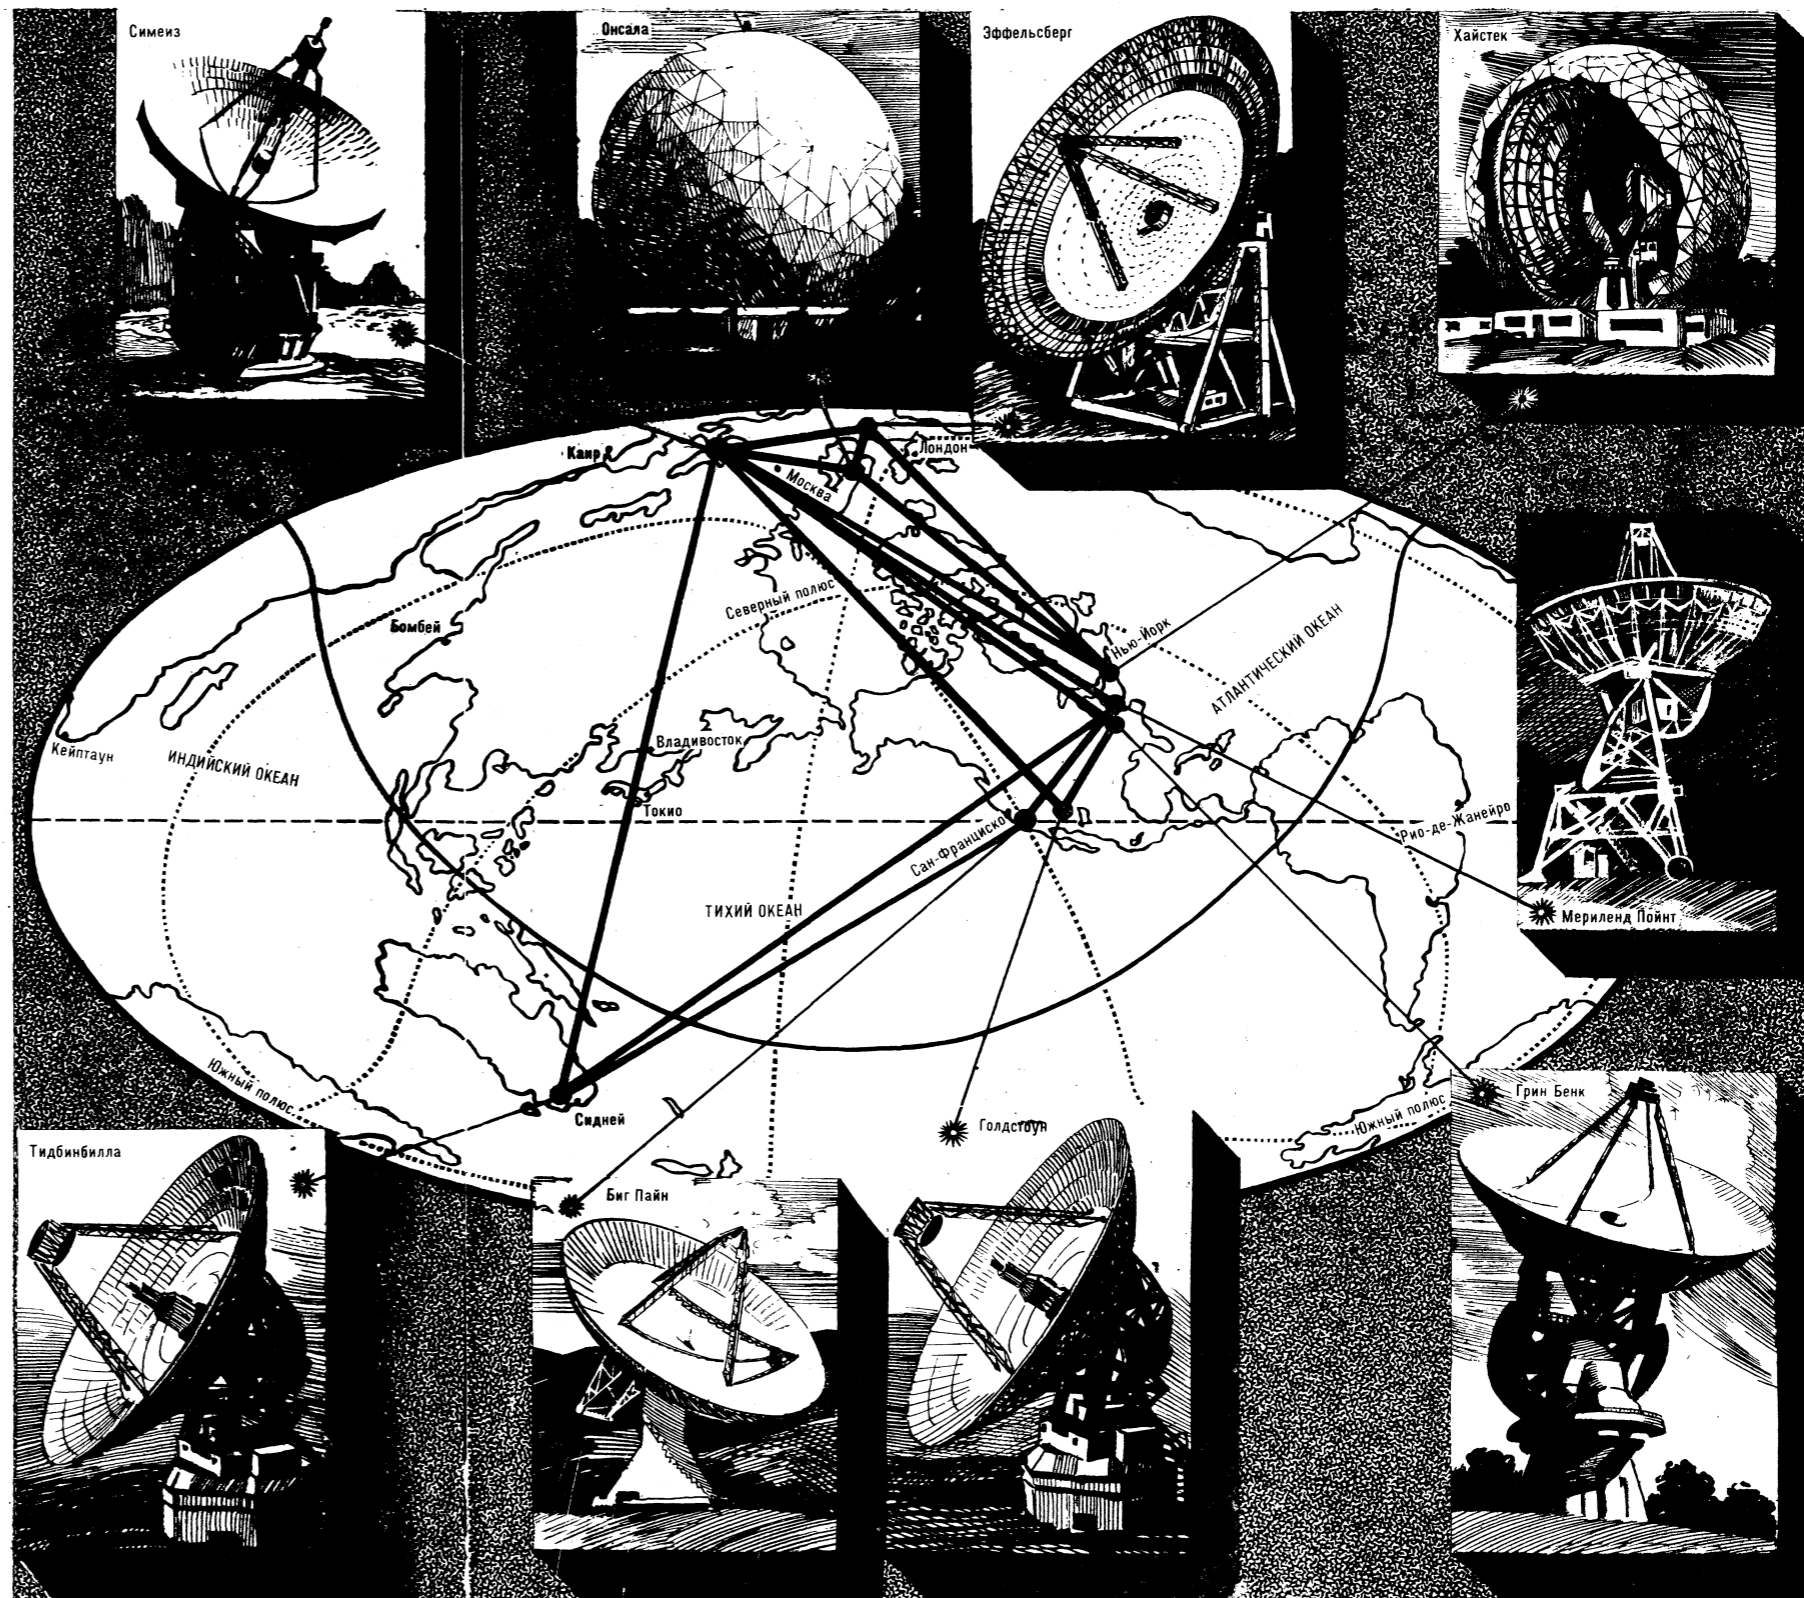 Симеиз
Онсала
Эффельсберг
Хайстек
Каир
Лондон
Москва
Северный полюс
Бомбей
Нью-Йорк
АТЛАНТИЧЕСКИЙ ОКЕАН
Кейптаун
ИНДИЙСКИЙ ОКЕАН
Владивосток
Токио
Сан-Франциско
Рио-де-Жанейро
ТИХИЙ ОКЕАН
Мериленд Пойнт
Южный полюс
Сидней
Голдстоун
Южный полюс
Грин Бенк
Тидбинбилла
Биг Пайн